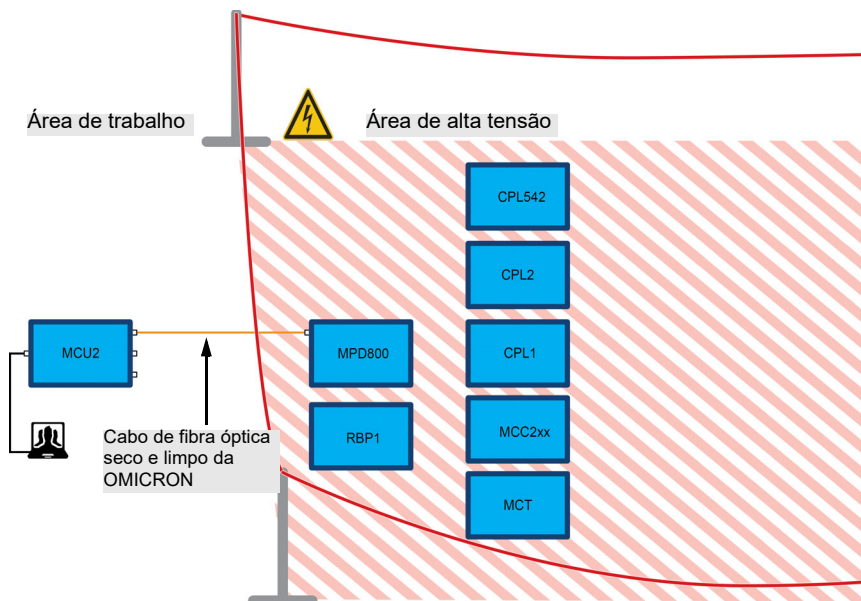 Área de trabalho
Área de alta tensão
CPL542
CPL2
MCU2
MPD800
CPL1
RBP1
MCC2xx
Cabo de fibra óptica
seco e limpo da
OMICRON
MCT